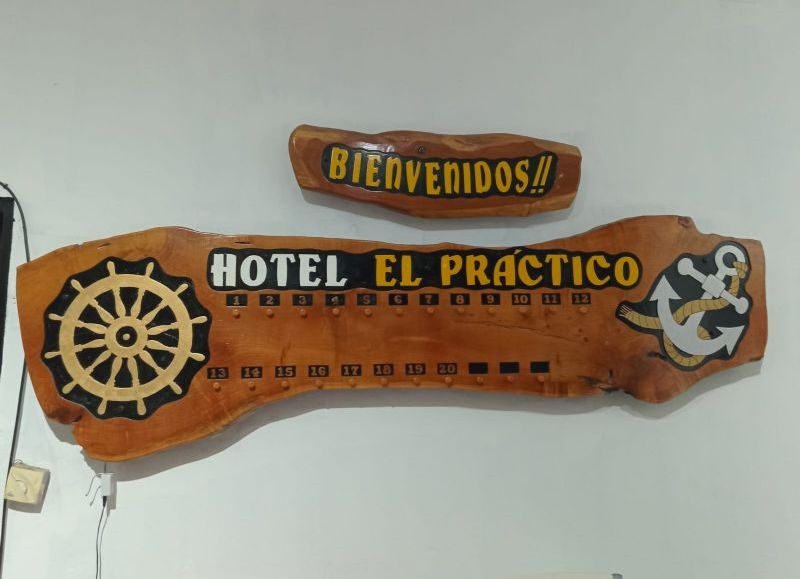 BIENVENIDOS!!
HOTEL EL PRÁCTICO
1 2 3 4 5 6 7 8 9 10 11 12
13 14 15 16 17 18 19 20